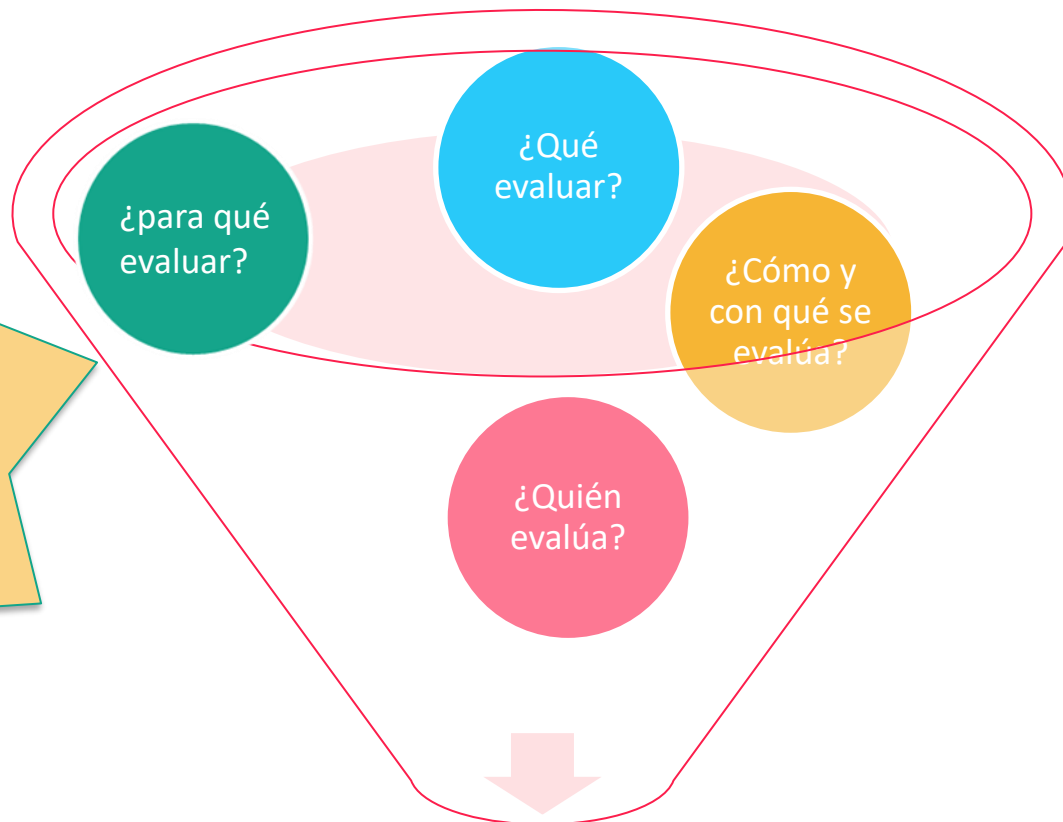 ¿Qué
evaluar?
¿para qué
evaluar?
¿Cómo y
con qué se
evalúa?
¿Quién
evalúa?